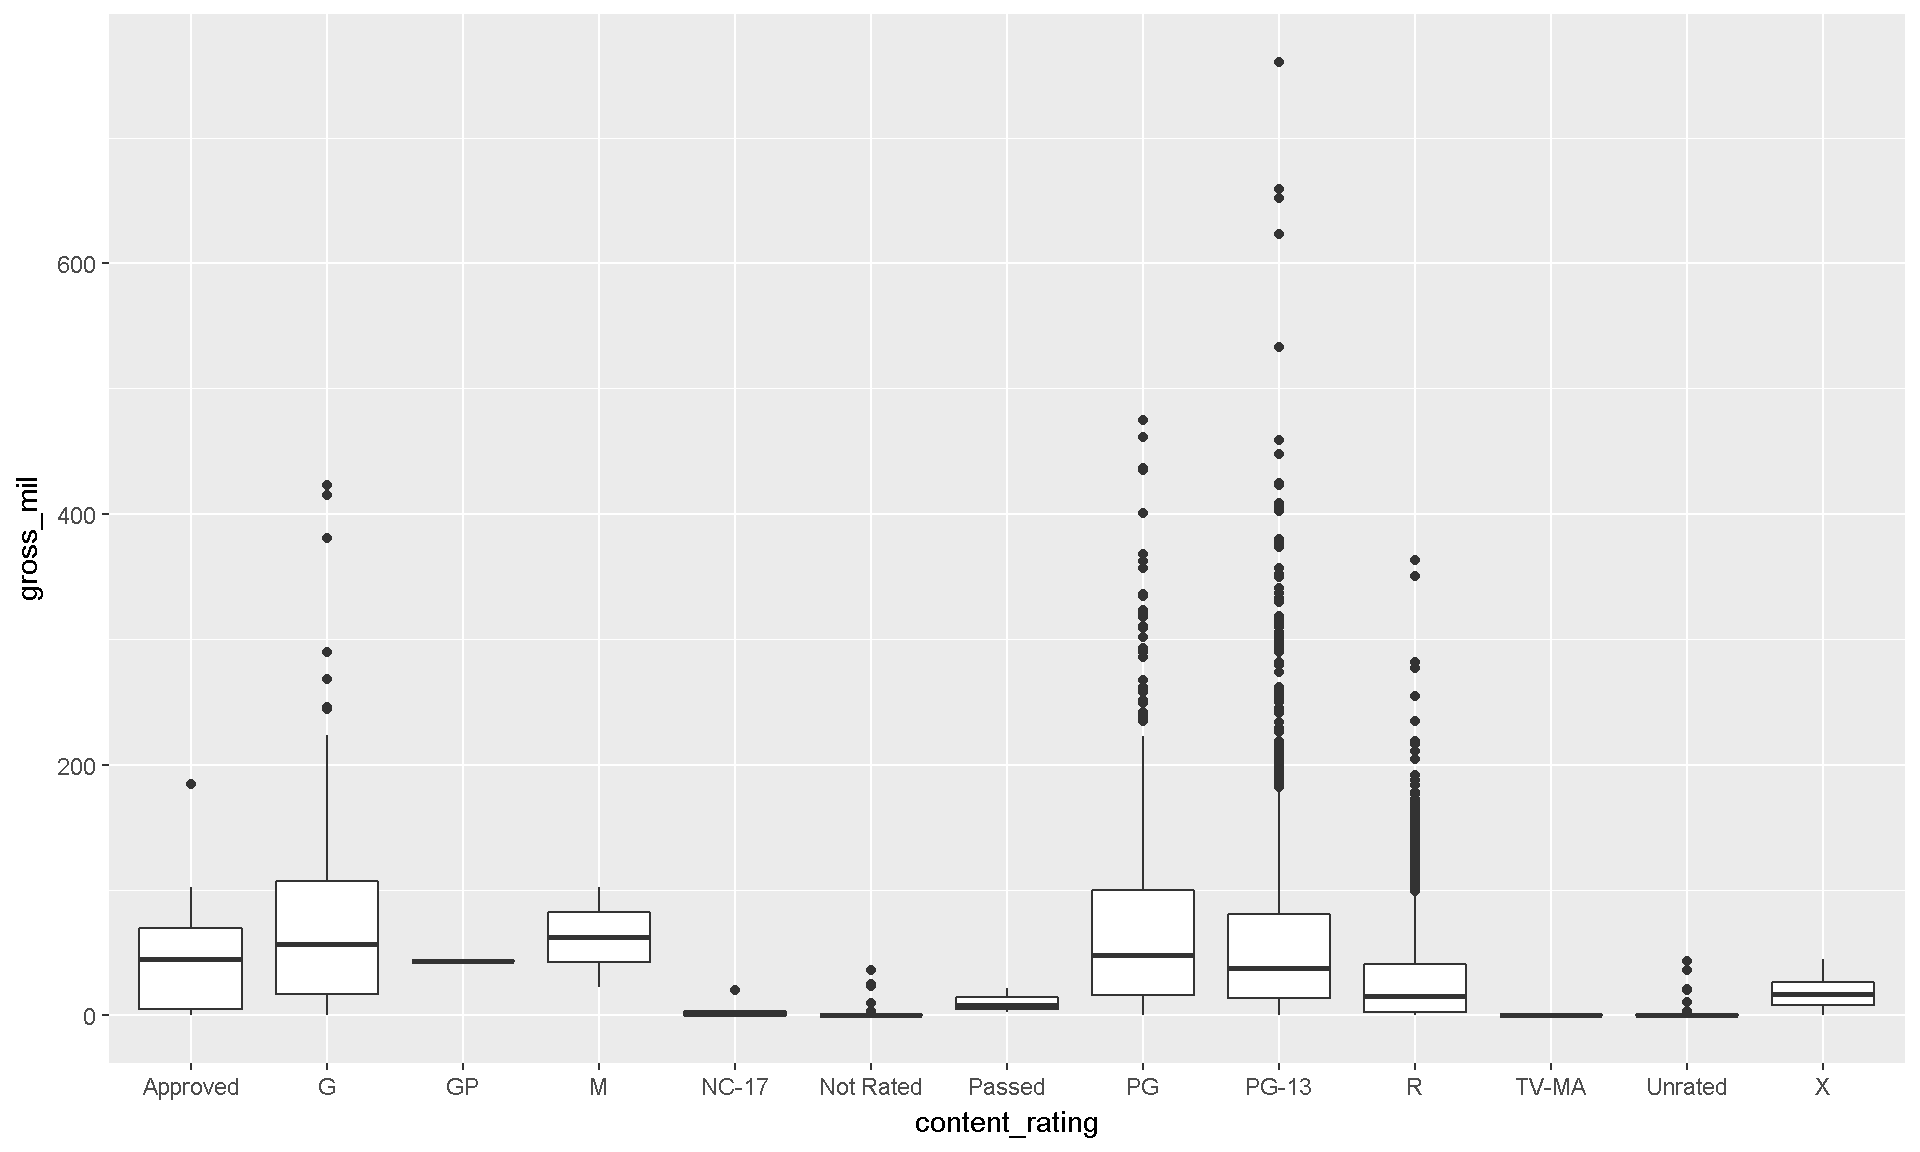 gross_mil
600
400
200
0
Approved G GP M NC-17 Not Rated Passed PG PG-13 R TV-MA Unrated X
content_rating